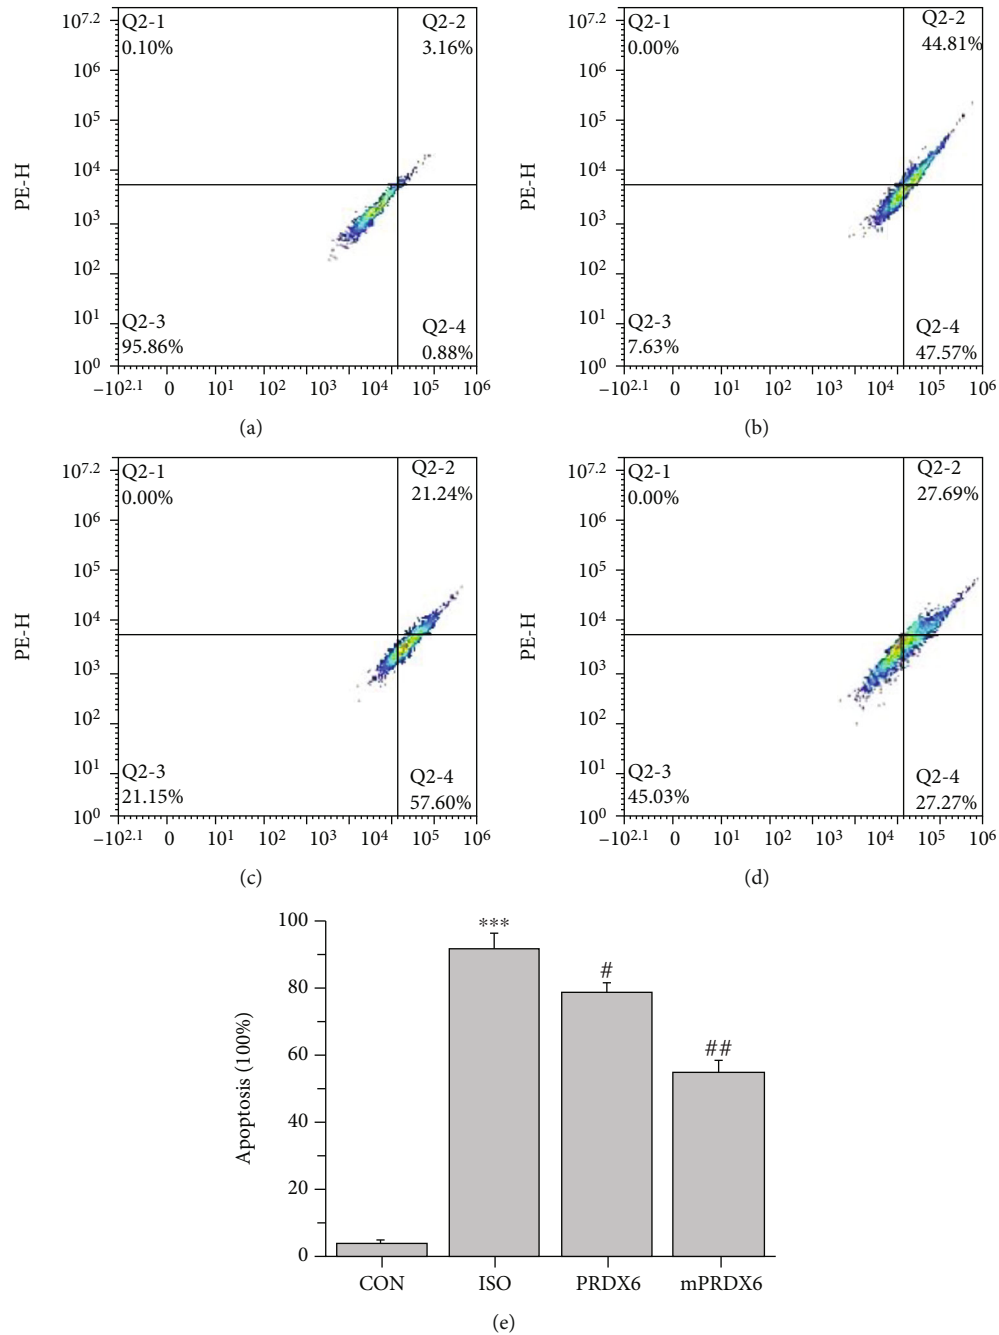 10^7.2 Q2-1 Q2-2
0.10% 3.16%
10^6
10^5
10^4
PE-H
10^3
10^2
10^1 Q2-3 Q2-4
95.86% 0.88%
10^0
−10^2.1 0 10^1 10^2 10^3 10^4 10^5 10^6
(a)
10^7.2 Q2-1 Q2-2
0.00% 44.81%
10^6
10^5
10^4
PE-H
10^3
10^2
10^1 Q2-3 Q2-4
7.63% 47.57%
10^0
−10^2.1 0 10^1 10^2 10^3 10^4 10^5 10^6
(b)
10^7.2 Q2-1 Q2-2
0.00% 21.24%
10^6
10^5
10^4
PE-H
10^3
10^2
10^1 Q2-3 Q2-4
21.15% 57.60%
10^0
−10^2.1 0 10^1 10^2 10^3 10^4 10^5 10^6
(c)
10^7.2 Q2-1 Q2-2
0.00% 27.69%
10^6
10^5
10^4
PE-H
10^3
10^2
10^1 Q2-3 Q2-4
45.03% 27.27%
10^0
−10^2.1 0 10^1 10^2 10^3 10^4 10^5 10^6
(d)
100
***
#
80
##
60
Apoptosis (100%)
40
20
0
CON ISO PRDX6 mPRDX6
(e)